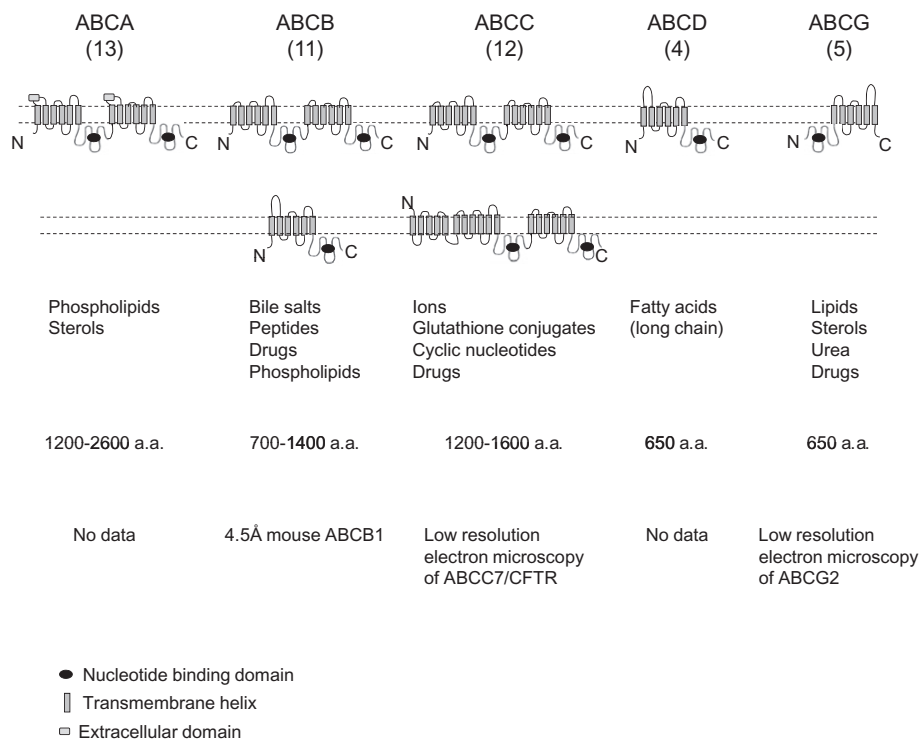 ABCA ABCB ABCC ABCD ABCG
(13) (11) (12) (4) (5)
N C N C N C N C N C
N C N C
Phospholipids Bile salts Ions Fatty acids Lipids
Sterols Peptides Glutathione conjugates (long chain) Sterols
Drugs Cyclic nucleotides Urea
Phospholipids Drugs Drugs
1200-2600 a.a. 700-1400 a.a. 1200-1600 a.a. 650 a.a. 650 a.a.
No data 4.5Å mouse ABCB1 Low resolution No data Low resolution
electron microscopy electron microscopy
of ABCC7/CFTR of ABCG2
Nucleotide binding domain
Transmembrane helix
Extracellular domain